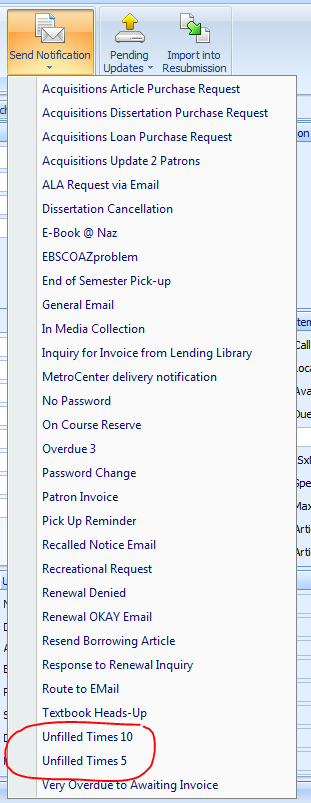 Send Notification
Pending Updates
Import into Resubmission
Acquisitions Article Purchase Request
Acquisitions Dissertation Purchase Request
Acquisitions Loan Purchase Request
Acquisitions Update 2 Patrons
ALA Request via Email
Dissertation Cancellation
E-Book @ Naz
EBSCOAZproblem
End of Semester Pick-up
General Email
In Media Collection
Inquiry for Invoice from Lending Library
MetroCenter delivery notification
No Password
On Course Reserve
Overdue 3
Password Change
Patron Invoice
Pick Up Reminder
Recalled Notice Email
Recreational Request
Renewal Denied
Renewal OKAY Email
Resend Borrowing Article
Response to Renewal Inquiry
Route to EMail
Textbook Heads-Up
Unfilled Times 10
Unfilled Times 5
Very Overdue to Awaiting Invoice